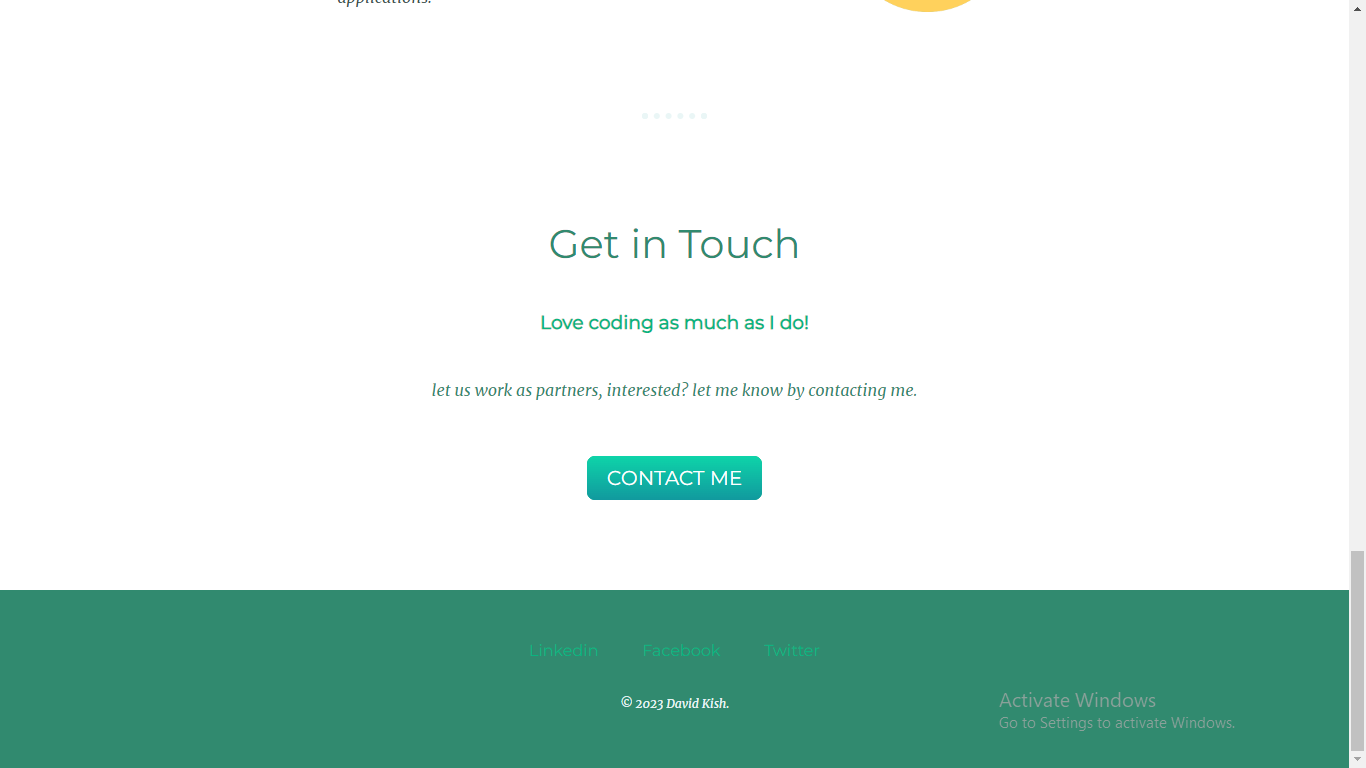 applications.
Get in Touch
Love coding as much as I do!
let us work as partners, interested? let me know by contacting me.
CONTACT ME
Linkedin Facebook Twitter
© 2023 David Kish.
Activate Windows
Go to Settings to activate Windows.